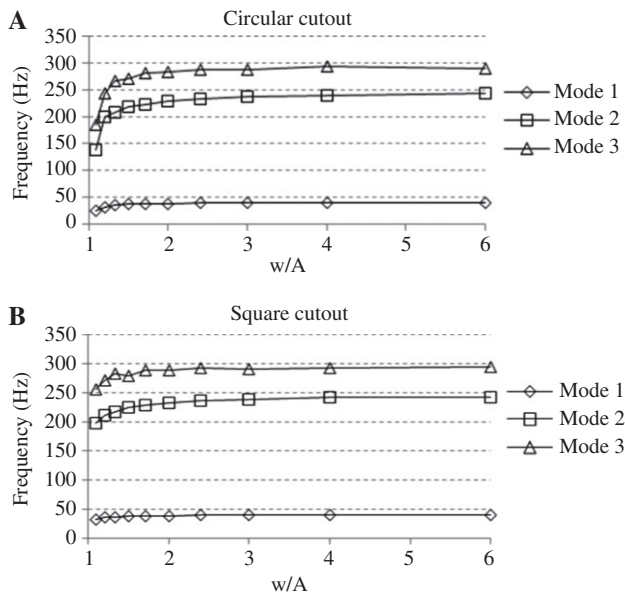 A
Circular cutout
Frequency (Hz)
350
300
250
200
150
100
50
0
1 2 3 4 5 6
w/A
Mode 1
Mode 2
Mode 3
B
Square cutout
Frequency (Hz)
350
300
250
200
150
100
50
0
1 2 3 4 5 6
w/A
Mode 1
Mode 2
Mode 3